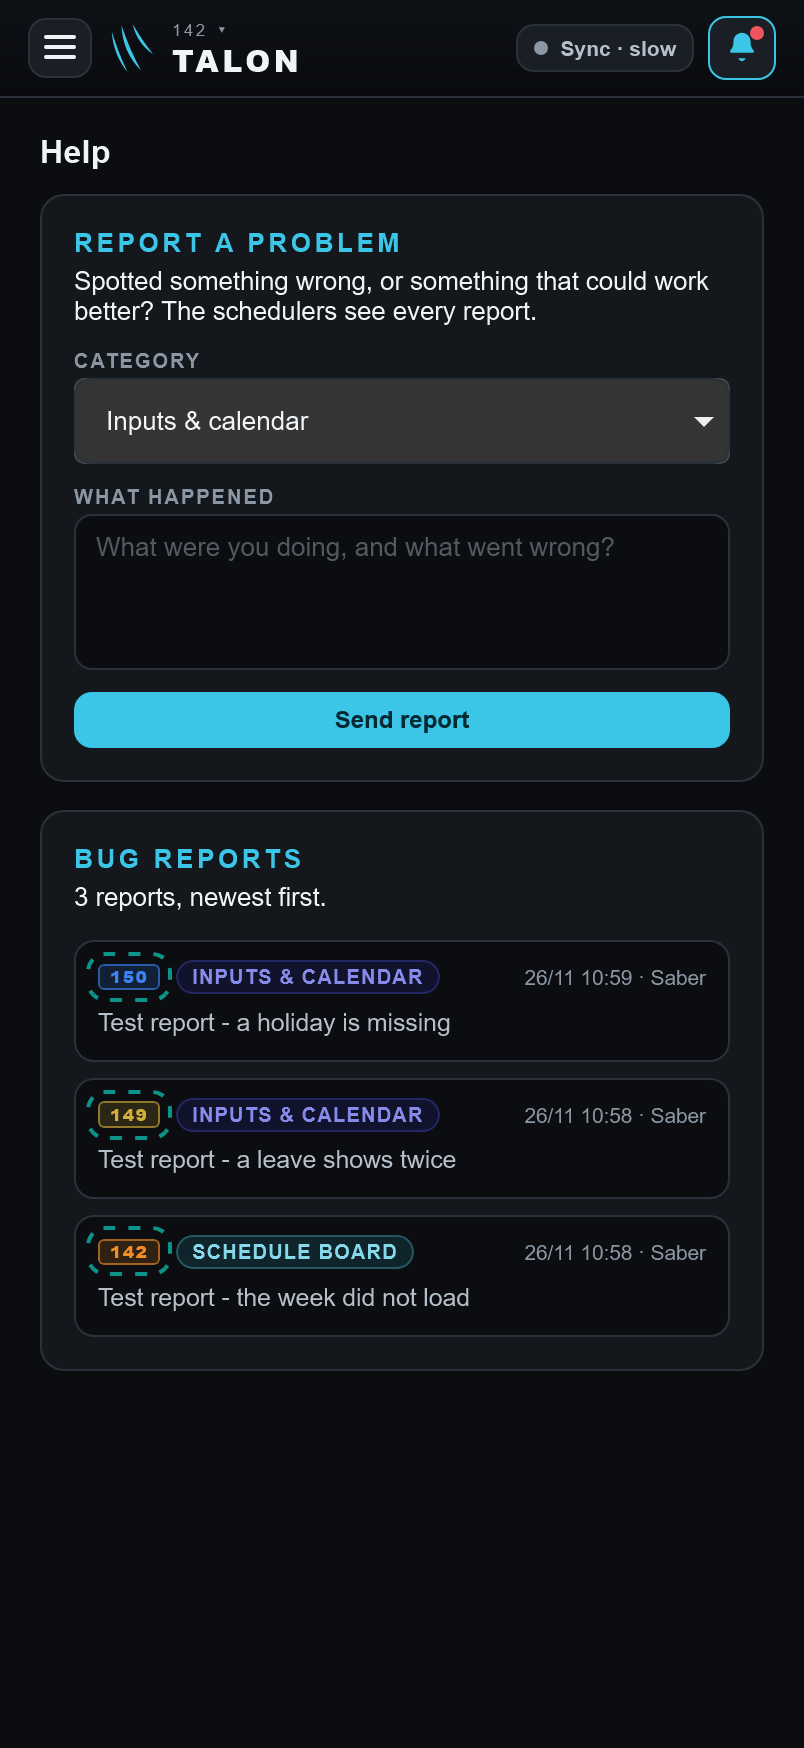 142 ▾
TALON
Sync · slow
Help
REPORT A PROBLEM
Spotted something wrong, or something that could work
better? The schedulers see every report.
CATEGORY
Inputs & calendar
WHAT HAPPENED
What were you doing, and what went wrong?
Send report
BUG REPORTS
3 reports, newest first.
150 INPUTS & CALENDAR 26/11 10:59 · Saber
Test report - a holiday is missing
149 INPUTS & CALENDAR 26/11 10:58 · Saber
Test report - a leave shows twice
142 SCHEDULE BOARD 26/11 10:58 · Saber
Test report - the week did not load